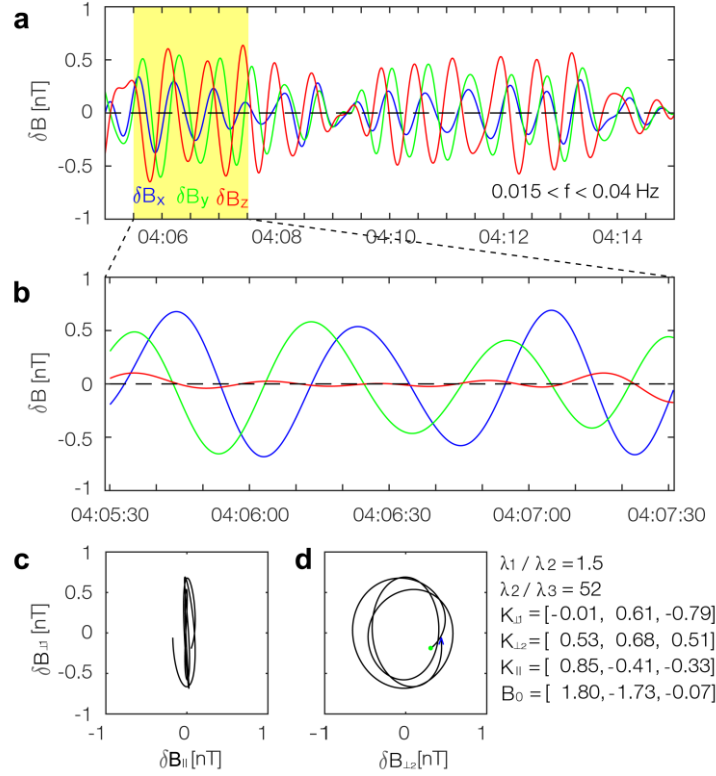 a
1
0.5
0
-0.5
-1
δB [nT]
δBx δBy δBz
0.015 < f < 0.04 Hz
04:06 04:08 04:10 04:12 04:14
b
1
0.5
0
-0.5
-1
δB [nT]
04:05:30 04:06:00 04:06:30 04:07:00 04:07:30
c
1
0.5
0
-0.5
-1
δB⊥1 [nT]
-1 0 1
δB|| [nT]
d
-1 0 1
δB⊥2 [nT]
λ1 / λ2 = 1.5
λ2 / λ3 = 52
K⊥1 = [-0.01, 0.61, -0.79]
K⊥2 = [ 0.53, 0.68, 0.51]
K|| = [ 0.85, -0.41, -0.33]
B0 = [ 1.80, -1.73, -0.07]